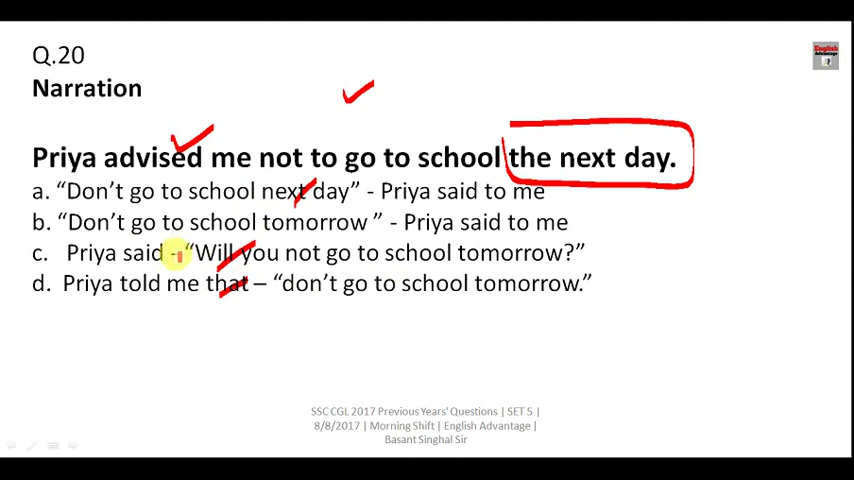 Q.20
English
Advantage
Narration
Priya advised me not to go to school the next day.
a. “Don’t go to school next day” - Priya said to me
b. “Don’t go to school tomorrow ” - Priya said to me
c. Priya said - “Will you not go to school tomorrow?”
d. Priya told me that – “don’t go to school tomorrow.”
SSC CGL 2017 Previous Years' Questions | SET 5 |
8/8/2017 | Morning Shift | English Advantage |
Basant Singhal Sir